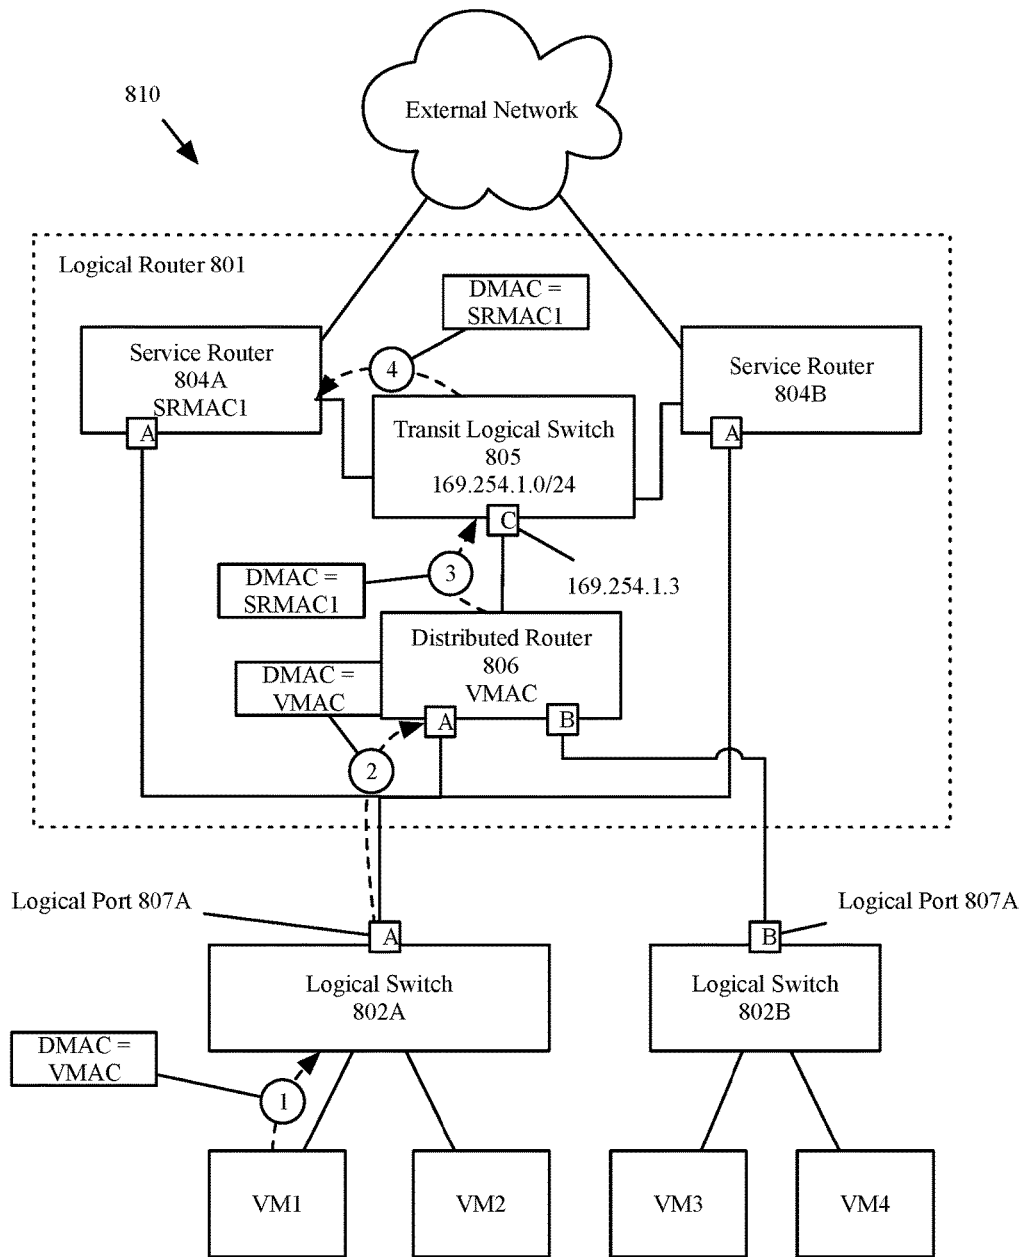 External Network
810
Logical Router 801
DMAC =
SRMAC1
Service Router
804A
SRMAC1
A
4
Service Router
804B
A
Transit Logical Switch
805
169.254.1.0/24
C
169.254.1.3
DMAC =
SRMAC1
3
Distributed Router
806
VMAC
A
B
DMAC =
VMAC
2
Logical Port 807A
A
Logical Port 807A
B
Logical Switch
802A
Logical Switch
802B
DMAC =
VMAC
1
VM1
VM2
VM3
VM4